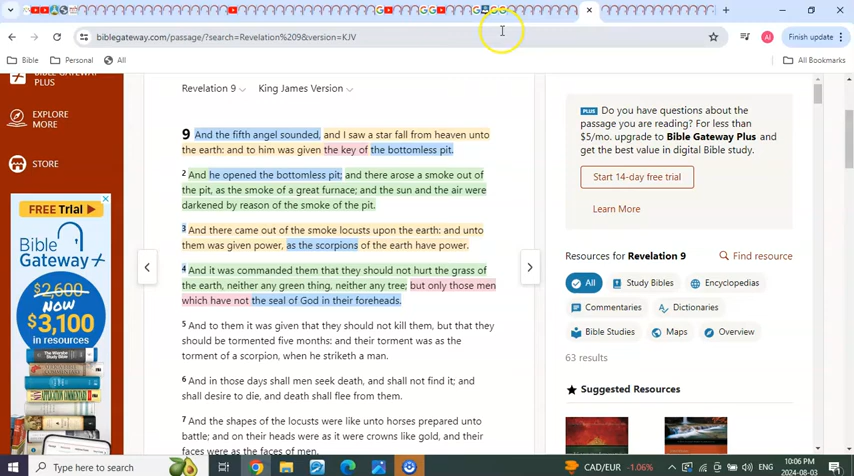 biblegateway.com/passage/?search=Revelation%209&version=KJV
AI
Finish update
Bible
Personal
All
All Bookmarks
BIBLE GATEWAY
PLUS
EXPLORE
MORE
STORE
FREE Trial
Bible
Gateway+
$2,600
NOW
$3,100
in resources
Revelation 9
King James Version
9 And the fifth angel sounded, and I saw a star fall from heaven unto
the earth: and to him was given the key of the bottomless pit.
2 And he opened the bottomless pit; and there arose a smoke out of
the pit, as the smoke of a great furnace; and the sun and the air were
darkened by reason of the smoke of the pit.
3 And there came out of the smoke locusts upon the earth: and unto
them was given power, as the scorpions of the earth have power.
4 And it was commanded them that they should not hurt the grass of
the earth, neither any green thing, neither any tree; but only those men
which have not the seal of God in their foreheads.
5 And to them it was given that they should not kill them, but that they
should be tormented five months: and their torment was as the
torment of a scorpion, when he striketh a man.
6 And in those days shall men seek death, and shall not find it; and
shall desire to die, and death shall flee from them.
7 And the shapes of the locusts were like unto horses prepared unto
battle; and on their heads were as it were crowns like gold, and their
faces were as the faces of men.
PLUS Do you have questions about the
passage you are reading? For less than
$5/mo. upgrade to Bible Gateway Plus and
get the best value in digital Bible study.
Start 14-day free trial
Learn More
Resources for Revelation 9
Find resource
All
Study Bibles
Encyclopedias
Commentaries
Dictionaries
Bible Studies
Maps
Overview
63 results
Suggested Resources
Type here to search
CAD/EUR -1.06%
ENG
10:06 PM
2024-08-03